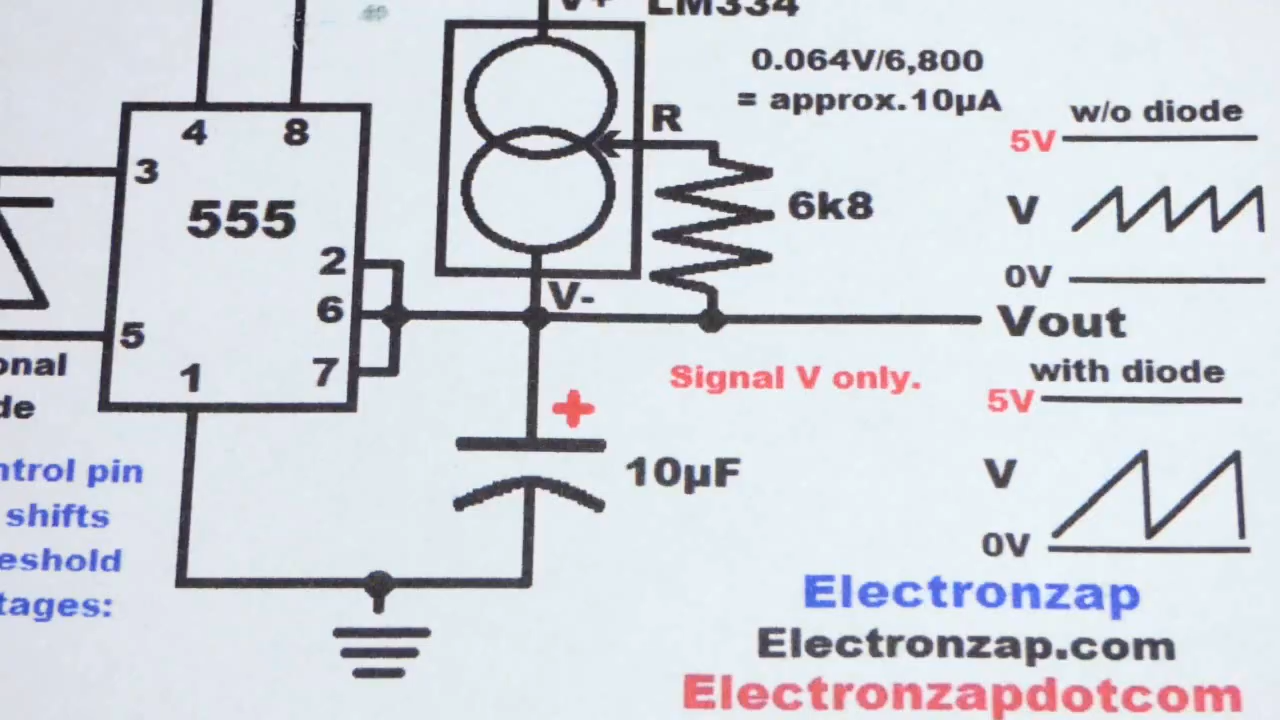 V+ LM334
0.064V/6,800
= approx.10µA
4 8
3
555
2
6
5
1 7
R
6k8
V-
Signal V only.
10µF
w/o diode
5V
V
0V
Vout
with diode
5V
V
0V
Electronzap
Electronzap.com
Electronzapdotcom
onal
de
ntrol pin
shifts
eshold
tages: